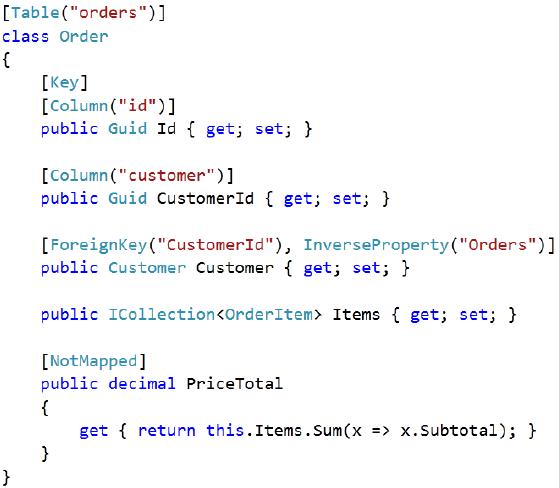 [Table("orders")]
class Order
{
    [Key]
    [Column("id")]
    public Guid Id { get; set; }

    [Column("customer")]
    public Guid CustomerId { get; set; }

    [ForeignKey("CustomerId"), InverseProperty("Orders")]
    public Customer Customer { get; set; }

    public ICollection<OrderItem> Items { get; set; }

    [NotMapped]
    public decimal PriceTotal
    {
        get { return this.Items.Sum(x => x.Subtotal); }
    }
}